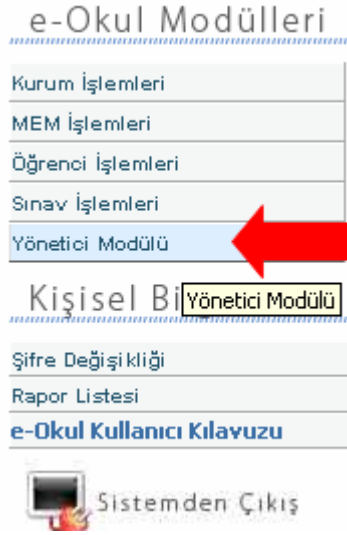 e-Okul Modülleri
Kurum İşlemleri
MEM İşlemleri
Öğrenci İşlemleri
Sınav İşlemleri
Yönetici Modülü
Kişisel Bi
Yönetici Modülü
Şifre Değişikliği
Rapor Listesi
e-Okul Kullanıcı Kılavuzu
Sistemden Çıkış